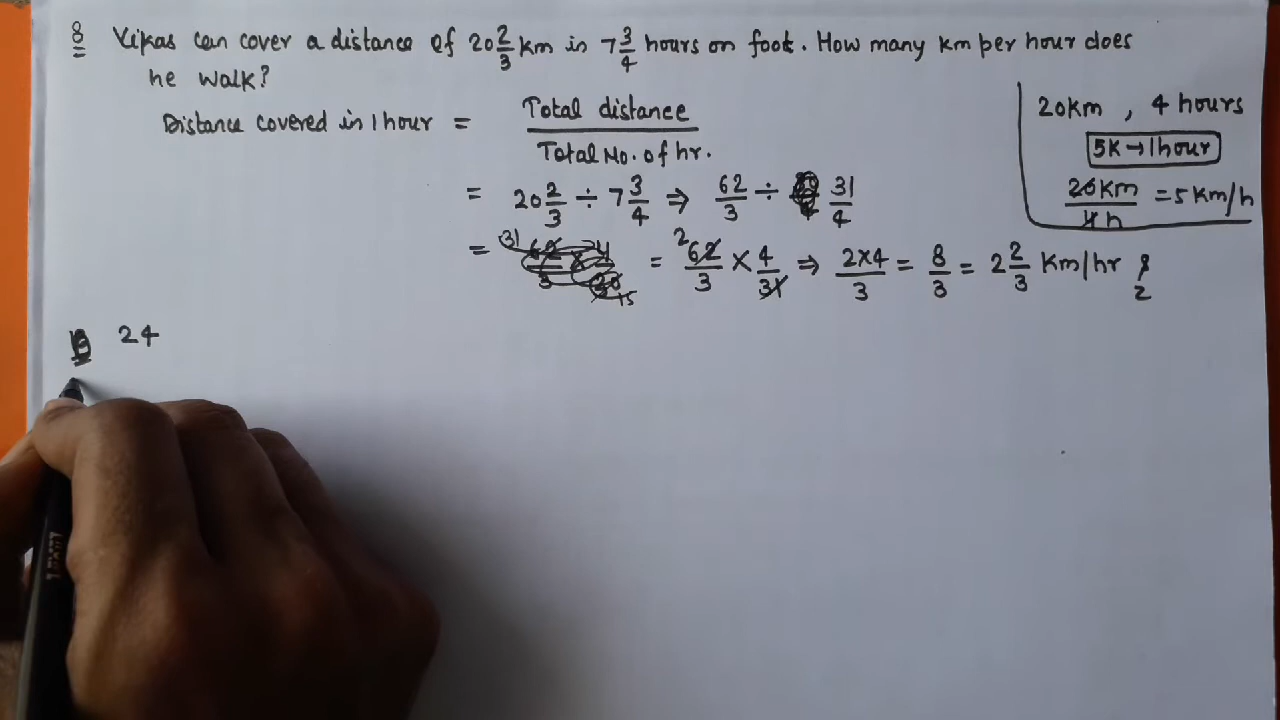 8 Vikas can cover a distance of 20 2/3 km in 7 3/4 hours on foot. How many km per hour does
he walk?
Distance covered in 1 hour = Total distance / Total No. of hr.
= 20 2/3 ÷ 7 3/4 ⇒ 62/3 ÷ 31/4
= = 2 62/3 × 4/31 ⇒ 2×4/3 = 8/3 = 2 2/3 km/hr
20km , 4 hours
5K→1hour
20km/4h = 5km/h
24